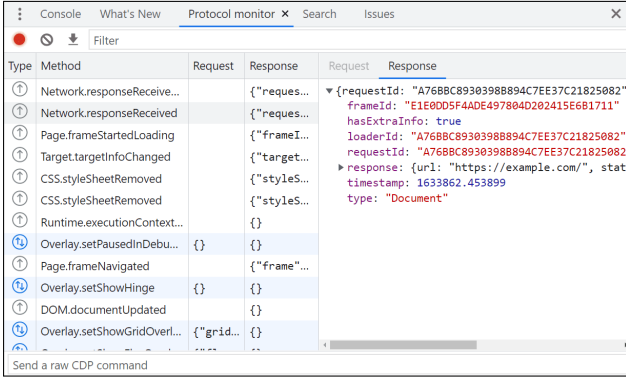 Console What's New Protocol monitor × Search Issues ×
Filter
Type Method Request Response
Network.responseReceive... {"reques...
Network.responseReceived {"reques...
Page.frameStartedLoading {"frameI...
Target.targetInfoChanged {"target...
CSS.styleSheetRemoved {"styleS...
CSS.styleSheetRemoved {"styleS...
Runtime.executionContext... {}
Overlay.setPausedInDebu... {} {}
Page.frameNavigated {"frame"...
Overlay.setShowHinge {} {}
DOM.documentUpdated {}
Overlay.setShowGridOverl... {"grid... {}
Request Response
▼{requestId: "A76BBC8930398B894C7EE37C21825082"
frameId: "E1E0DD5F4ADE497804D202415E6B1711"
hasExtraInfo: true
loaderId: "A76BBC8930398B894C7EE37C21825082"
requestId: "A76BBC8930398B894C7EE37C21825082
▶response: {url: "https://example.com/", stat
timestamp: 1633862.453899
type: "Document"
Send a raw CDP command